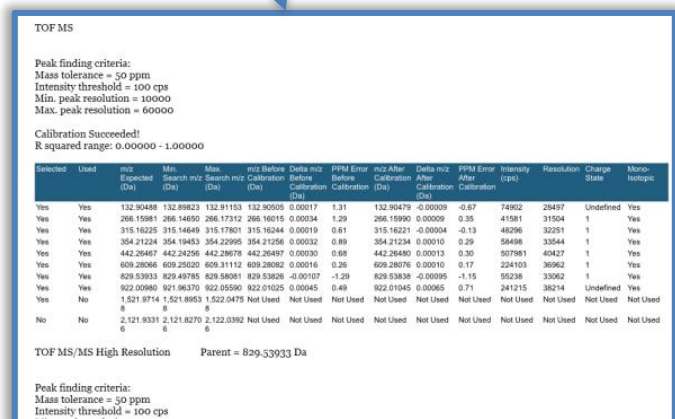 TOF MS
Peak finding criteria:
Mass tolerance = 50 ppm
Intensity threshold = 100 cps
Min. peak resolution = 10000
Max. peak resolution = 60000
Calibration Succeeded!
R squared range: 0.00000 - 1.00000
Selected Used m/z Expected (Da) Min. Search m/z (Da) Max. Search m/z (Da) m/z Before Calibration (Da) Delta m/z Before Calibration (Da) PPM Error Before Calibration m/z After Calibration (Da) Delta m/z After Calibration (Da) PPM Error After Calibration Intensity (cps) Resolution Charge State Mono-Isotopic
Yes Yes 132.90488 132.89823 132.91153 132.90505 0.00017 1.31 132.90479 -0.00009 -0.67 74902 28497 Undefined Yes
Yes Yes 266.15981 266.14650 266.17312 266.16015 0.00034 1.29 266.15990 0.00009 0.35 41581 31504 1 Yes
Yes Yes 315.16225 315.14649 315.17801 315.16244 0.00019 0.61 315.16221 -0.00004 -0.13 48296 32251 1 Yes
Yes Yes 354.21224 354.19453 354.22995 354.21256 0.00032 0.89 354.21234 0.00010 0.29 58498 33544 1 Yes
Yes Yes 442.26467 442.24256 442.28678 442.26497 0.00030 0.68 442.26480 0.00013 0.30 507981 40427 1 Yes
Yes Yes 609.28066 609.25020 609.31112 609.28082 0.00016 0.26 609.28076 0.00010 0.17 224103 36962 1 Yes
Yes Yes 829.53933 829.49785 829.58081 829.53826 -0.00107 -1.29 829.53838 -0.00095 -1.15 55238 33062 1 Yes
Yes Yes 922.00980 921.96370 922.05590 922.01025 0.00045 0.49 922.01045 0.00065 0.71 241215 38214 Undefined Yes
Yes No 1,521.97148 1,521.89538 1,522.04758 Not Used Not Used Not Used Not Used Not Used Not Used Not Used Not Used Not Used Not Used
No No 2,121.93316 2,121.82706 2,122.03926 Not Used Not Used Not Used Not Used Not Used Not Used Not Used Not Used Not Used Not Used
TOF MS/MS High Resolution Parent = 829.53933 Da
Peak finding criteria:
Mass tolerance = 50 ppm
Intensity threshold = 100 cps